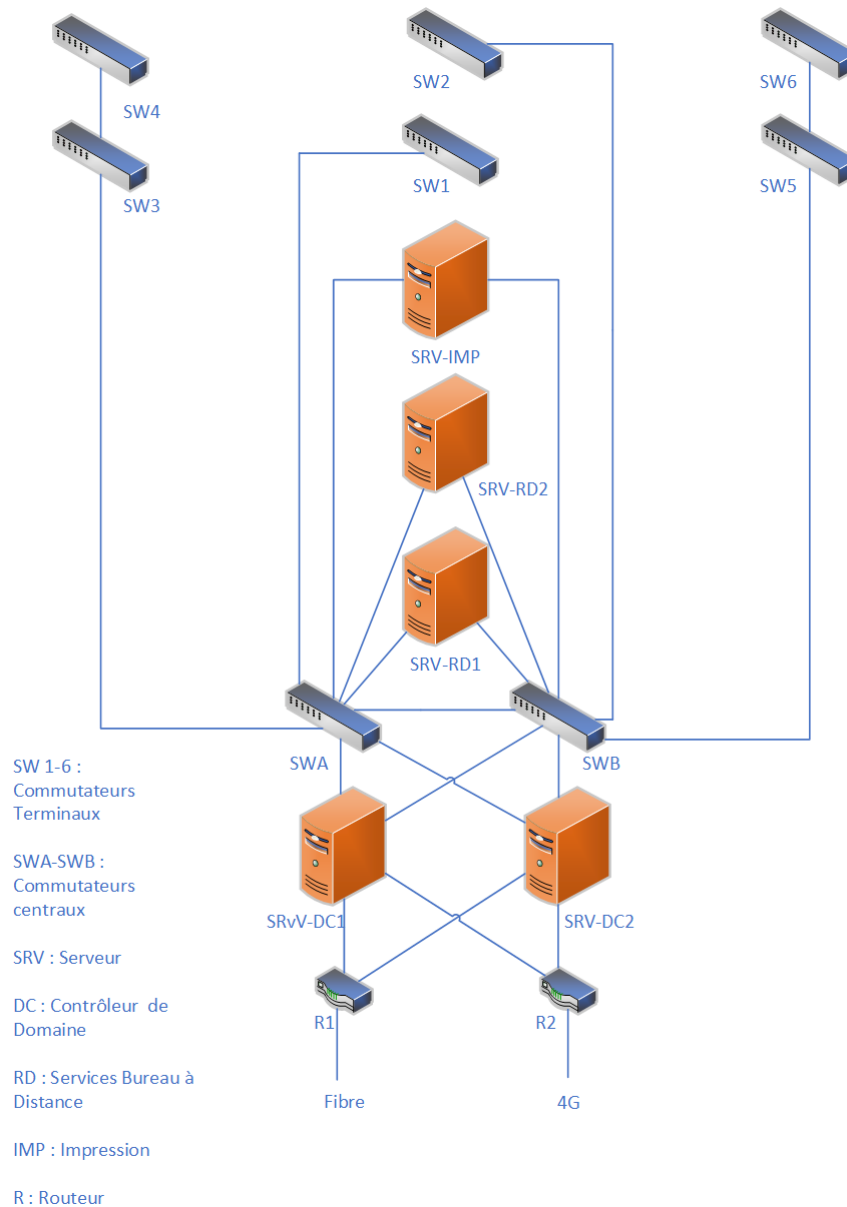 SW4
SW2
SW6
SW3
SW1
SW5
SRV-IMP
SRV-RD2
SRV-RD1
SWA
SWB
SW 1-6 :
Commutateurs
Terminaux
SWA-SWB :
Commutateurs
centraux
SRvV-DC1
SRV-DC2
SRV : Serveur
DC : Contrôleur de
Domaine
R1
R2
RD : Services Bureau à
Distance
Fibre
4G
IMP : Impression
R : Routeur